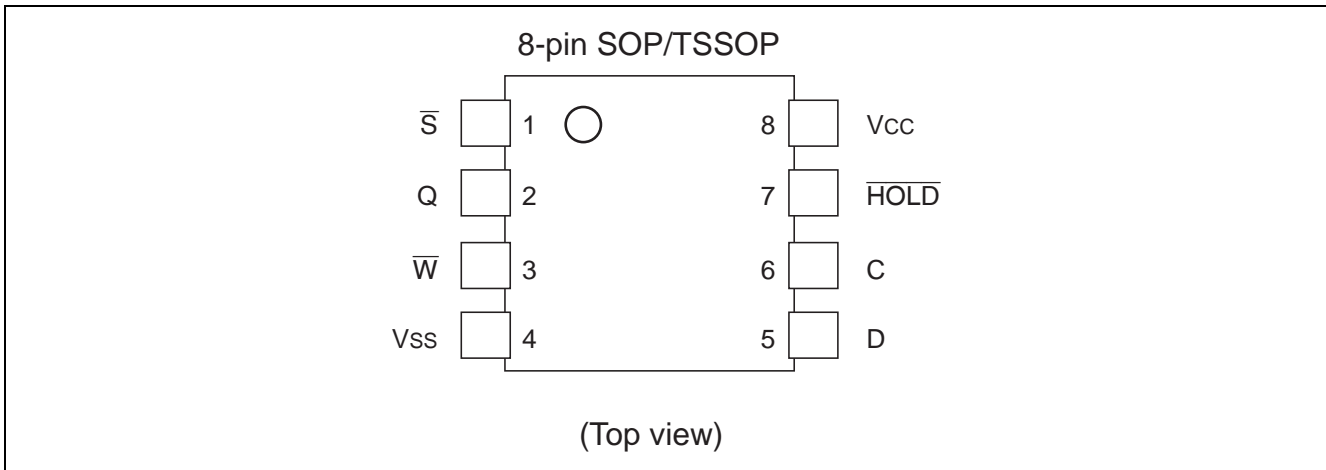 8-pin SOP/TSSOP
S̅ 1 8 VCC
Q 2 7 H̅O̅L̅D̅
W̅ 3 6 C
VSS 4 5 D
(Top view)